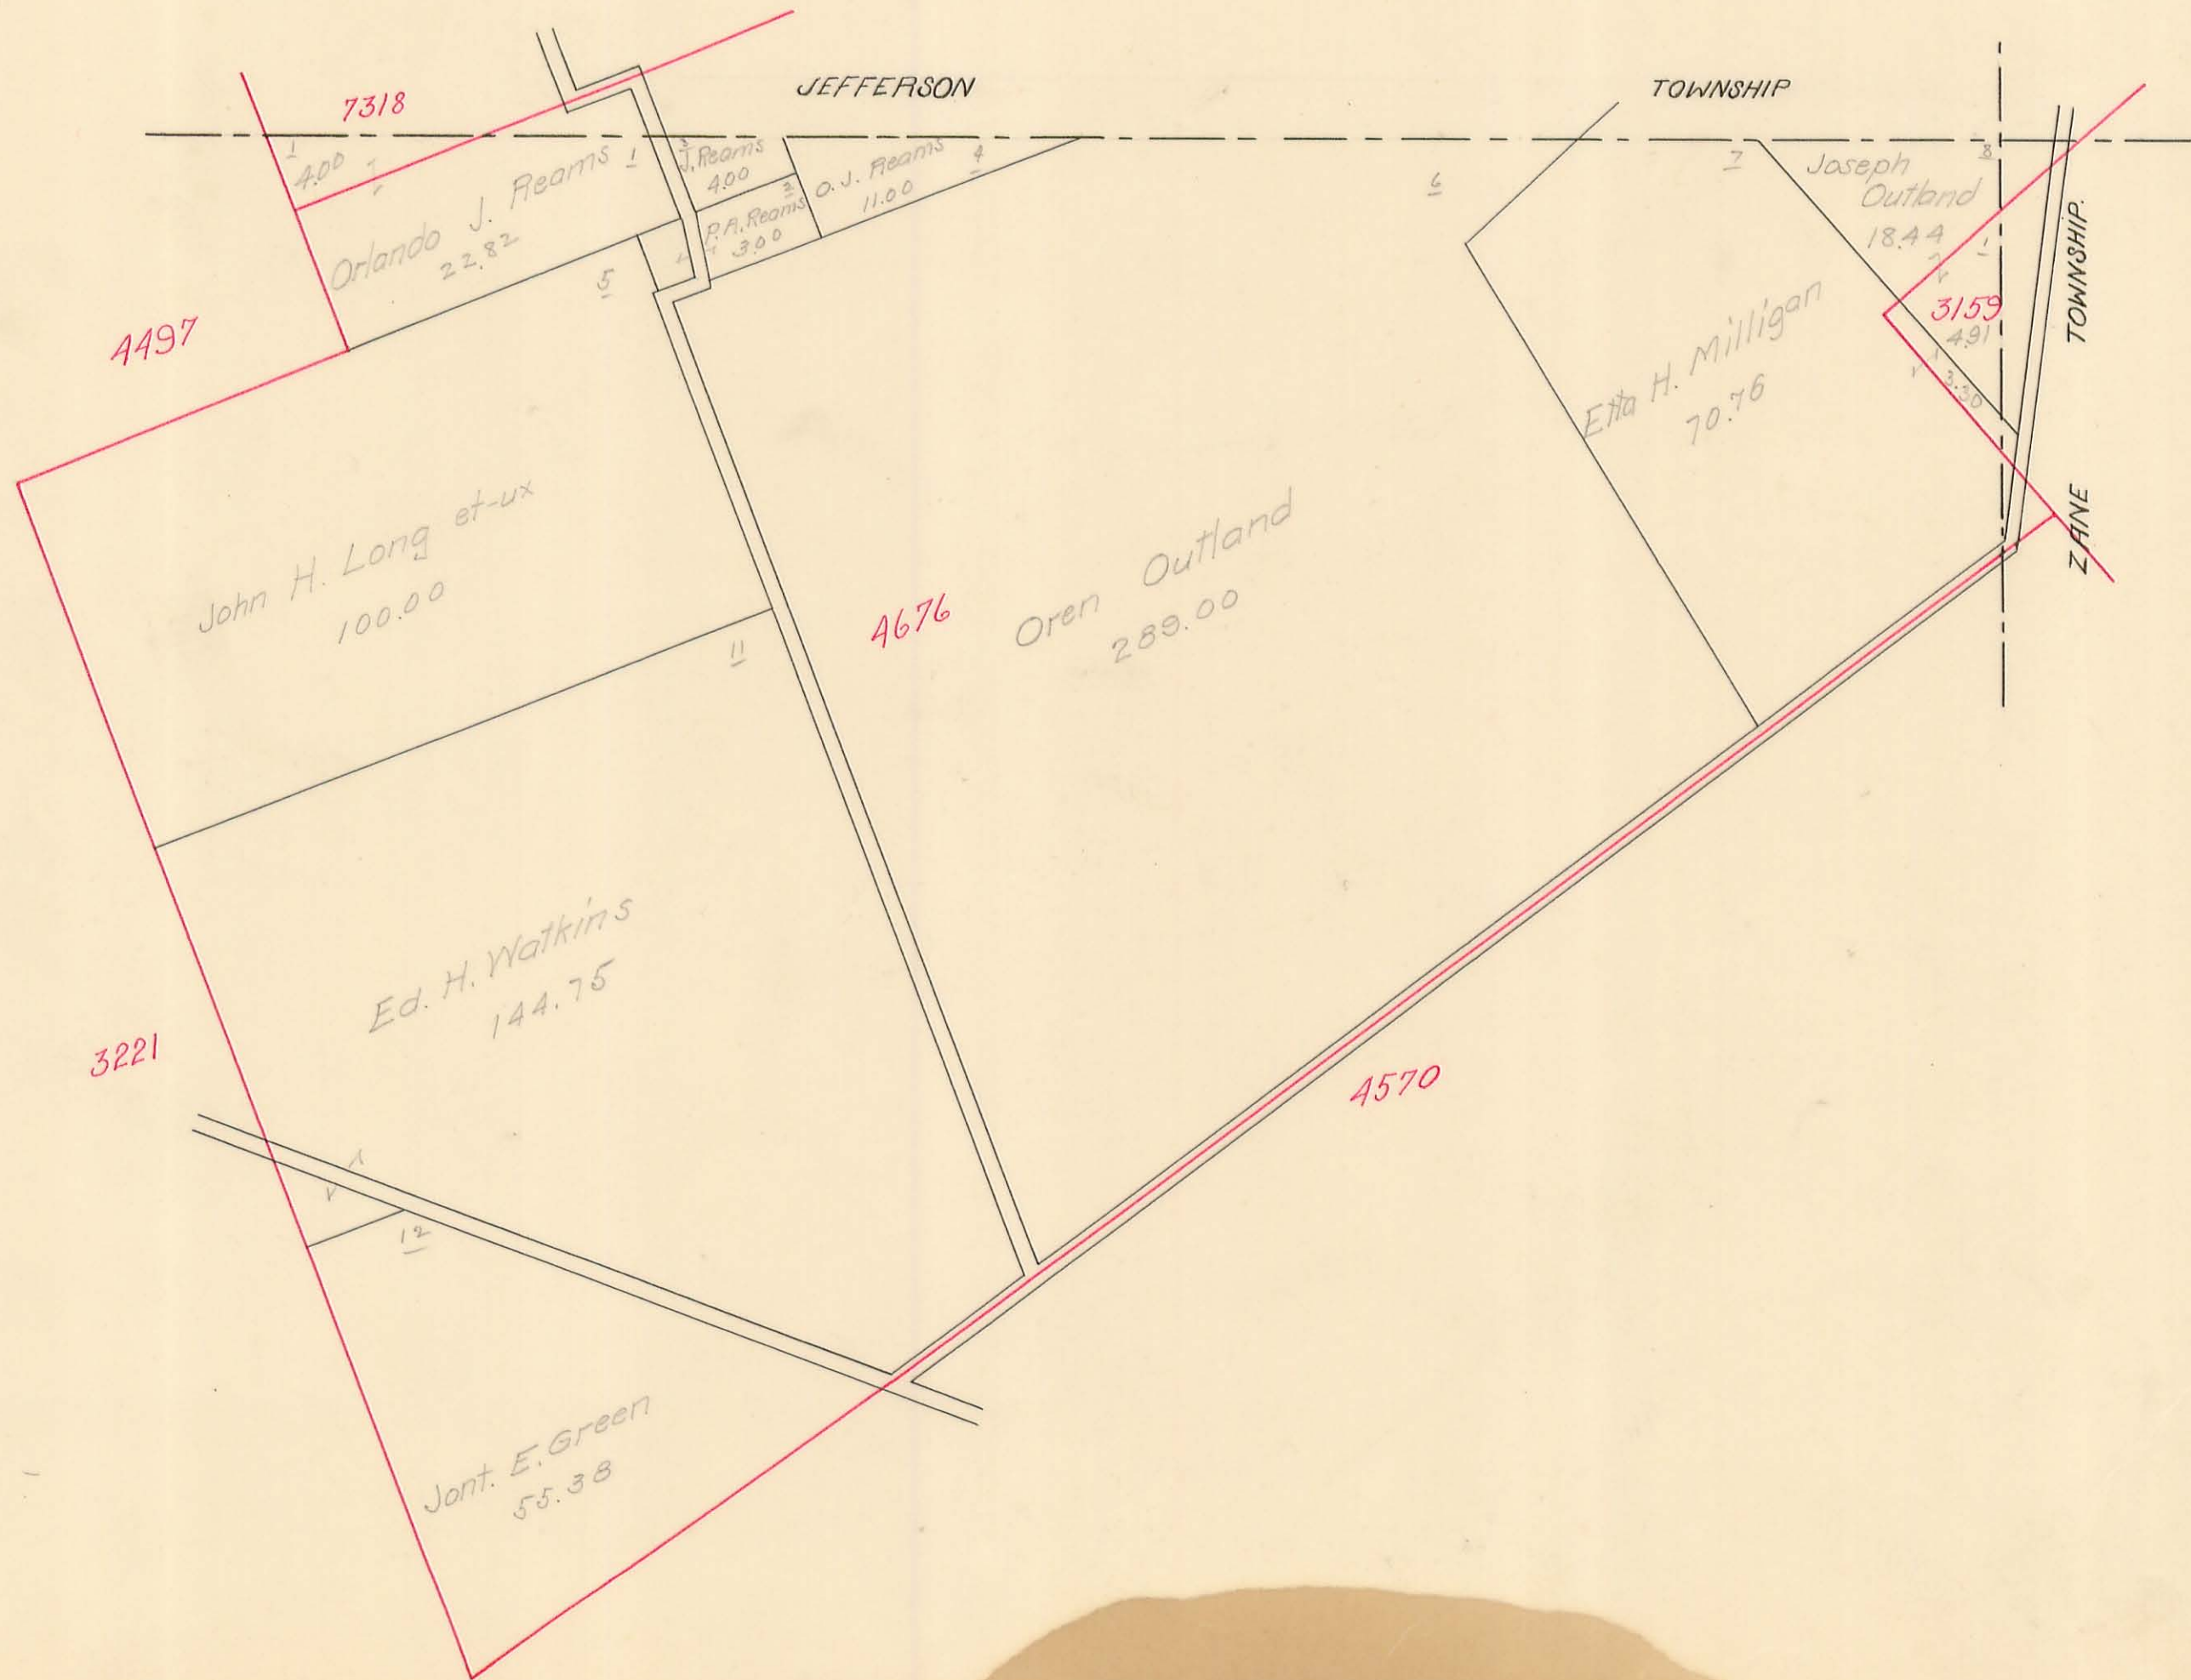 JEFFERSON TOWNSHIP
7318
1
4.00
Orlando J. Reams
22.82
1
3
J. Reams
4.00
2
P.A. Reams
3.00
O. J. Reams
11.00
4
5
6
7
8
Joseph
Outland
18.44
1
3159
4.91
3.30
ZANE TOWNSHIP.
4497
Etta H. Milligan
70.76
John H. Long et-ux
100.00
11
4676
Oren Outland
289.00
Ed. H. Watkins
144.75
3221
4570
12
Jont. E. Green
55.38